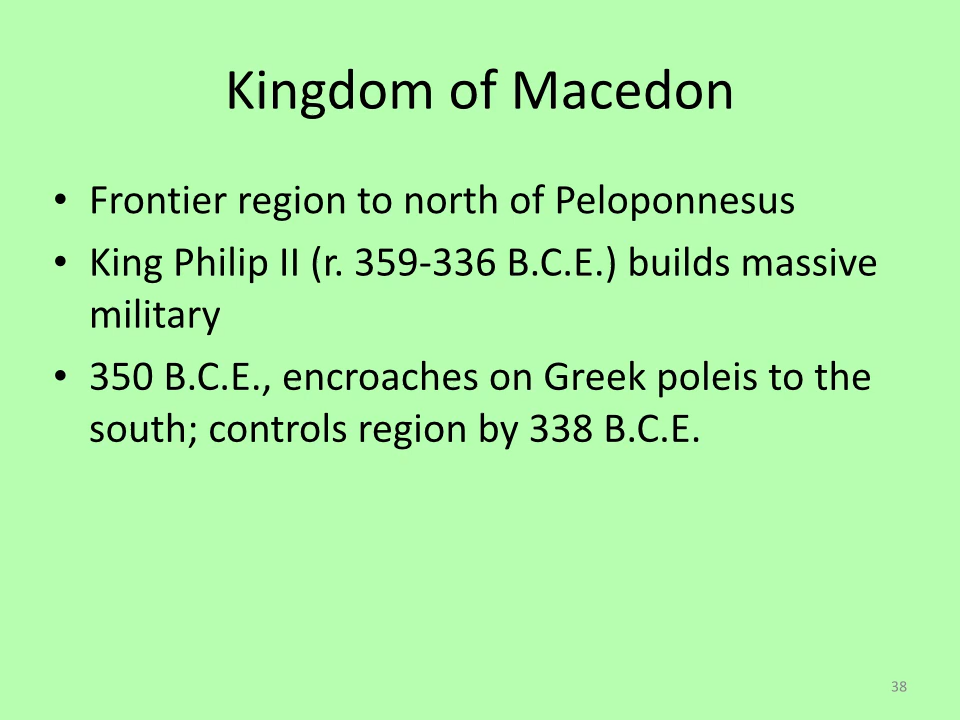 Kingdom of Macedon
• Frontier region to north of Peloponnesus
• King Philip II (r. 359-336 B.C.E.) builds massive
military
• 350 B.C.E., encroaches on Greek poleis to the
south; controls region by 338 B.C.E.
38